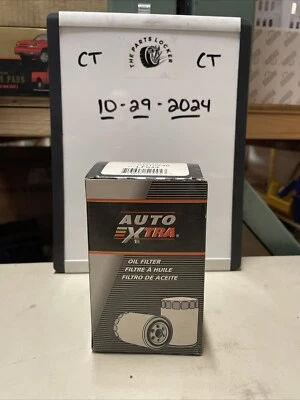 THE PARTS LOCKER
CT
CT
10-29-2024
AUTO
EXTRA
OIL FILTER
FILTRE À HUILE
FILTRO DE ACEITE